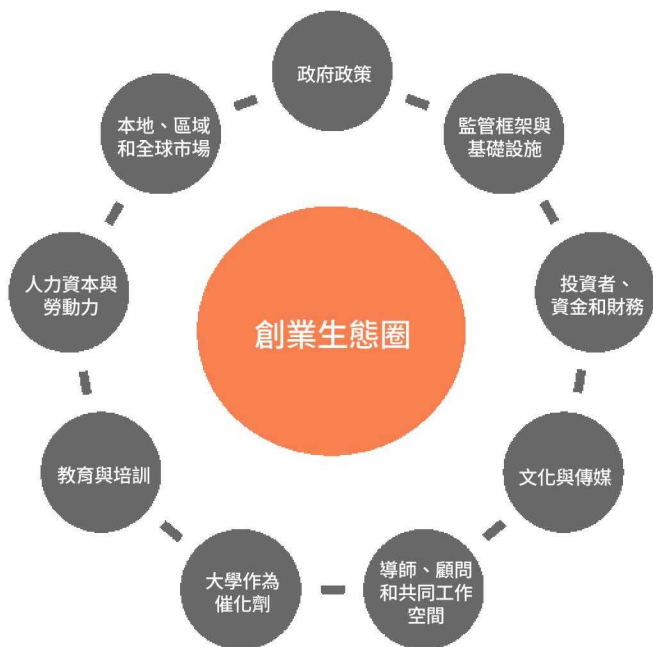 政府政策
監管框架與
基礎設施
投資者、
資金和財務
文化與傳媒
導師、顧問
和共同工作
空間
大學作為
催化劑
教育與培訓
人力資本與
勞動力
本地、區域
和全球市場
創業生態圈